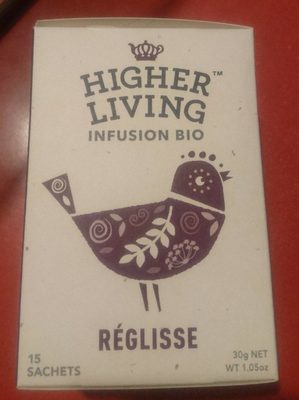 HIGHER™
LIVING
INFUSION BIO
RÉGLISSE
15
SACHETS
30g NET
WT 1,05oz